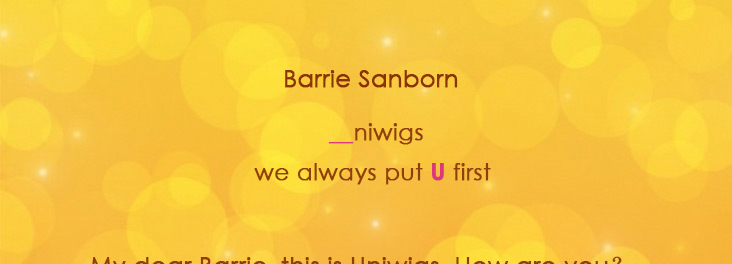 Barrie Sanborn
__niwigs
we always put U first
My dear Barrie, this is Uniwigs. How are you?